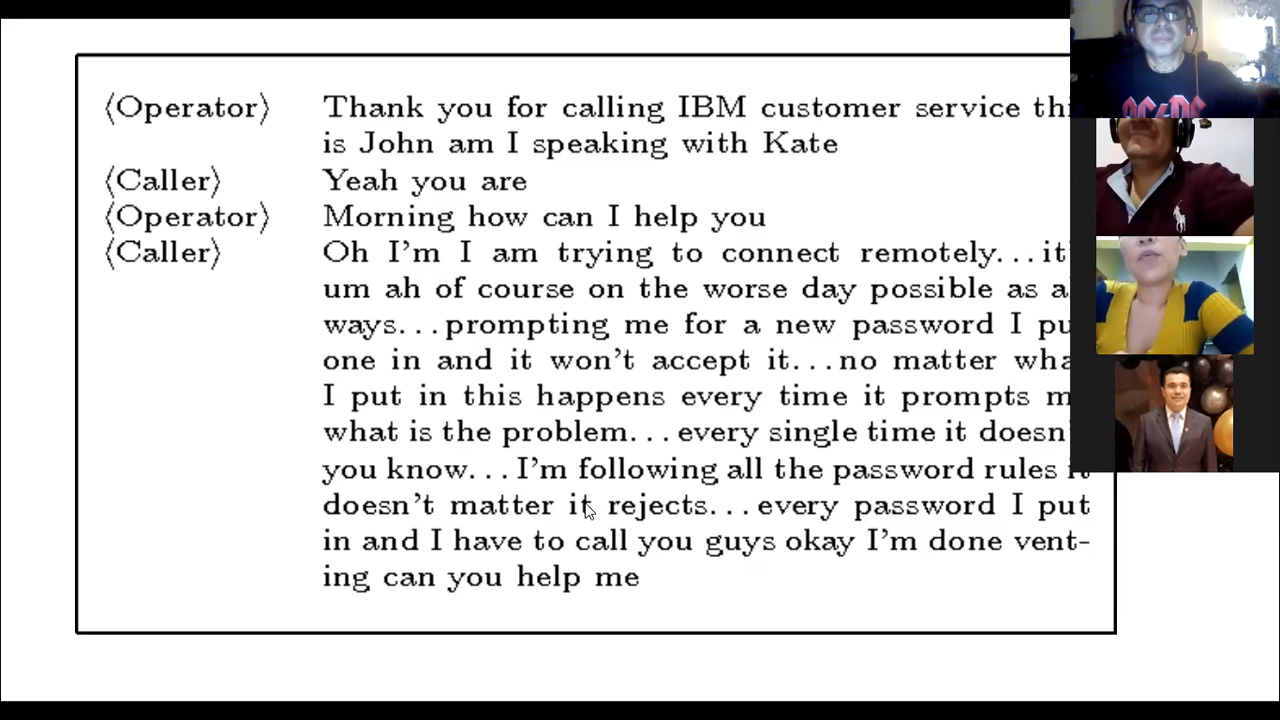 ⟨Operator⟩ Thank you for calling IBM customer service
is John am I speaking with Kate
⟨Caller⟩ Yeah you are
⟨Operator⟩ Morning how can I help you
⟨Caller⟩ Oh I'm I am trying to connect remotely...
um ah of course on the worse day possible as
ways...prompting me for a new password I
one in and it won't accept it...no matter
I put in this happens every time it prompts
what is the problem...every single time it
you know...I'm following all the password rules
doesn't matter it rejects...every password I put
in and I have to call you guys okay I'm done vent-
ing can you help me
AC/DC